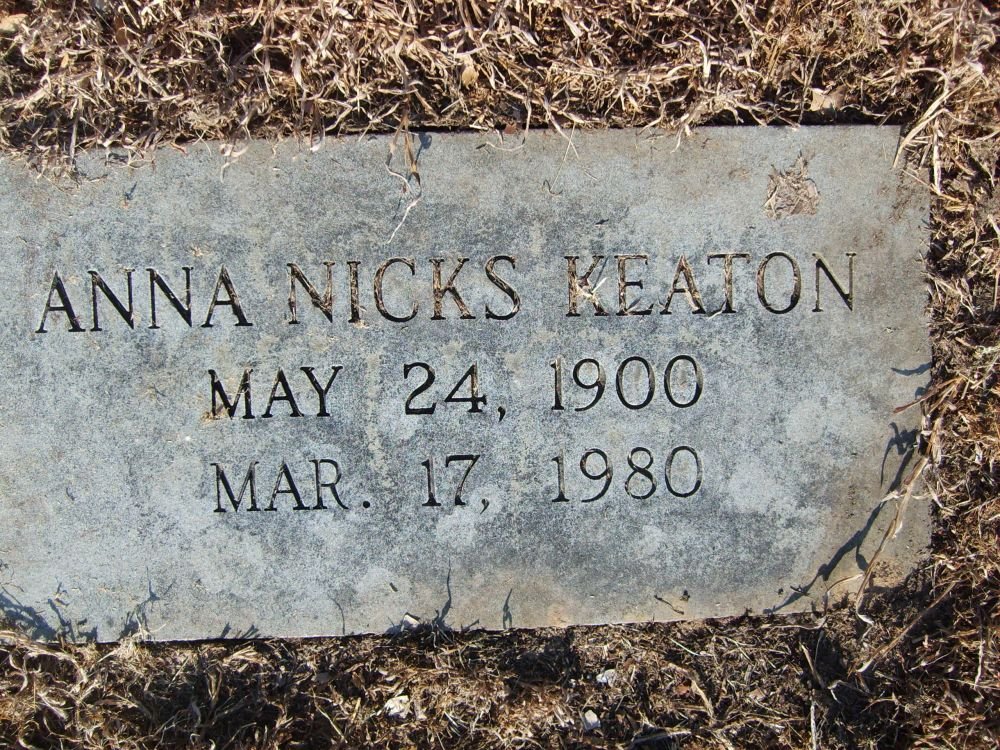 ANNA NICKS KEATON
MAY 24, 1900
MAR. 17, 1980